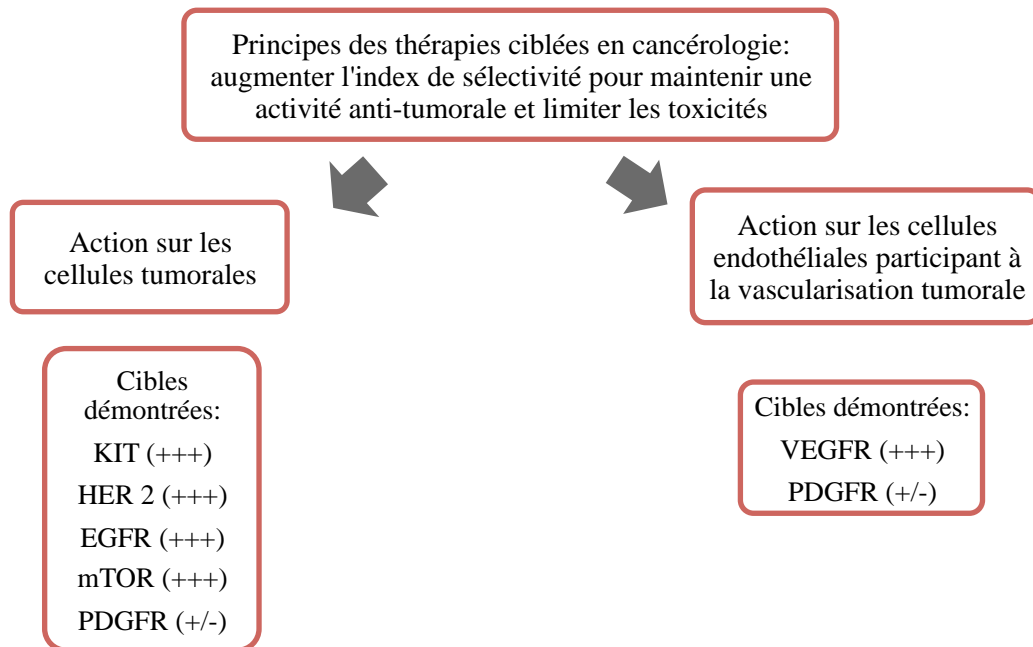 Principes des thérapies ciblées en cancérologie:
augmenter l'index de sélectivité pour maintenir une
activité anti-tumorale et limiter les toxicités
Action sur les
cellules tumorales
Cibles
démontrées:
KIT (+++)
HER 2 (+++)
EGFR (+++)
mTOR (+++)
PDGFR (+/-)
Action sur les cellules
endothéliales participant à
la vascularisation tumorale
Cibles démontrées:
VEGFR (+++)
PDGFR (+/-)